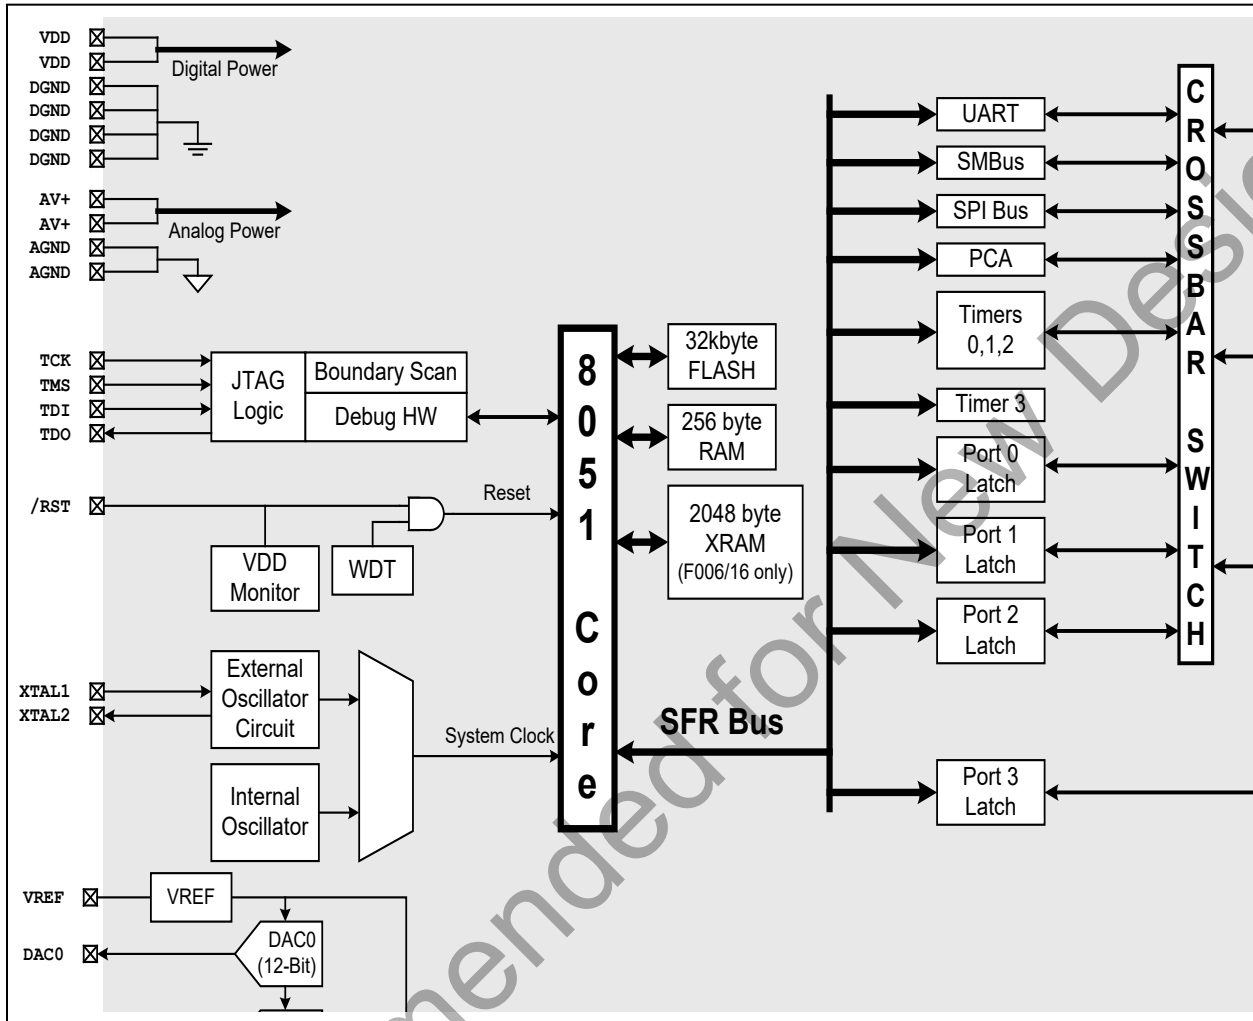 VDD
VDD
Digital Power
DGND
DGND
DGND
DGND
AV+
AV+
Analog Power
AGND
AGND
TCK
TMS
TDI
TDO
JTAG
Logic
Boundary Scan
Debug HW
/RST
Reset
VDD
Monitor
WDT
XTAL1
XTAL2
External
Oscillator
Circuit
Internal
Oscillator
System Clock
VREF
VREF
DAC0
DAC0
(12-Bit)
8051 Core
32kbyte
FLASH
256 byte
RAM
2048 byte
XRAM
(F006/16 only)
SFR Bus
UART
SMBus
SPI Bus
PCA
Timers
0,1,2
Timer 3
Port 0
Latch
Port 1
Latch
Port 2
Latch
Port 3
Latch
CROSSBAR SWITCH
mended for New Desig